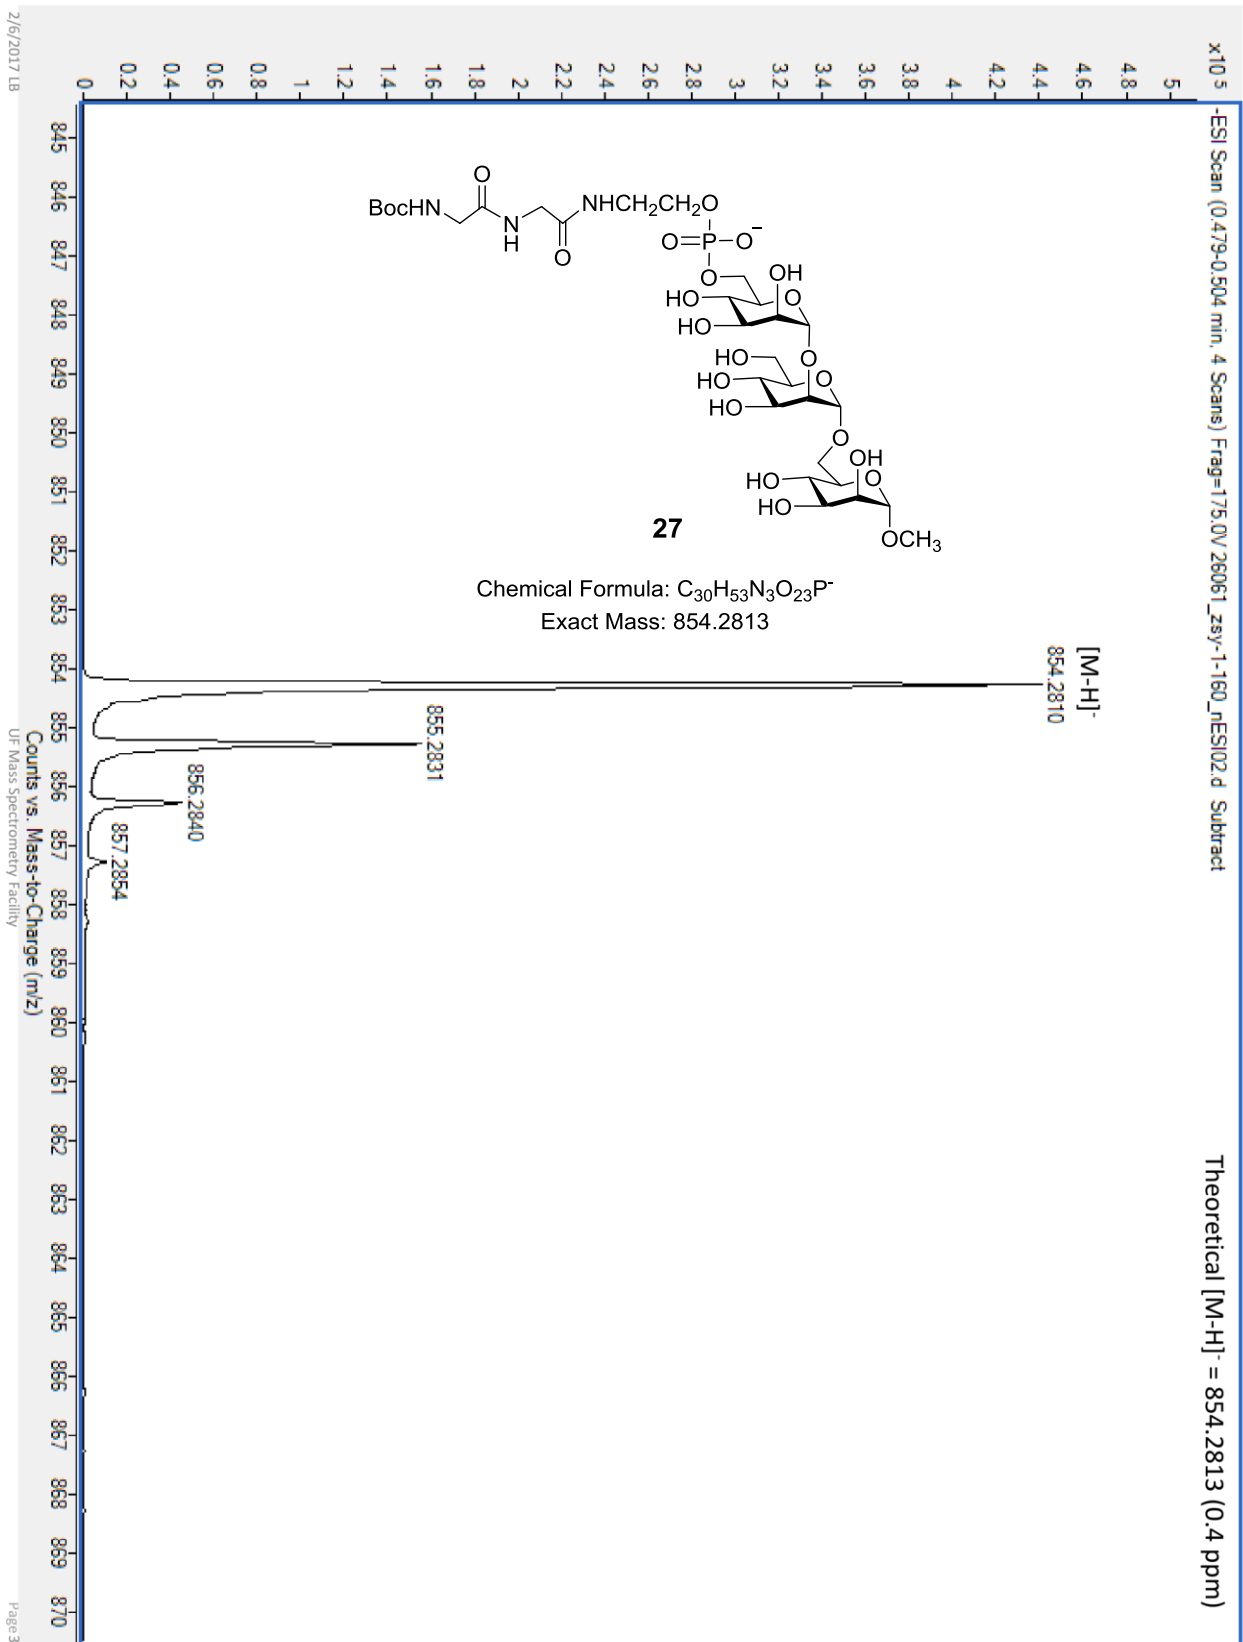 x10 5
-ESI Scan (0.479-0.504 min, 4 Scans) Frag=175.0V 26061_zsy-1-160_nESI02.d Subtract
Theoretical [M-H]- = 854.2813 (0.4 ppm)
5
4.8
4.6
4.4
4.2
4
3.8
3.6
3.4
3.2
3
2.8
2.6
2.4
2.2
2
1.8
1.6
1.4
1.2
1
0.8
0.6
0.4
0.2
0
[M-H]-
854.2810
855.2831
856.2840
857.2854
O
BocHN
N
H
O
NHCH2CH2O
O=P-O−
O
OH
HO
O
HO
O
HO
O
HO
HO
O
OH
HO
O
HO
OCH3
27
Chemical Formula: C30H53N3O23P-
Exact Mass: 854.2813
845 846 847 848 849 850 851 852 853 854 855 856 857 858 859 860 861 862 863 864 865 866 867 868 869 870
Counts vs. Mass-to-Charge (m/z)
2/6/2017 LB
UF Mass Spectrometry Facility
Page 3